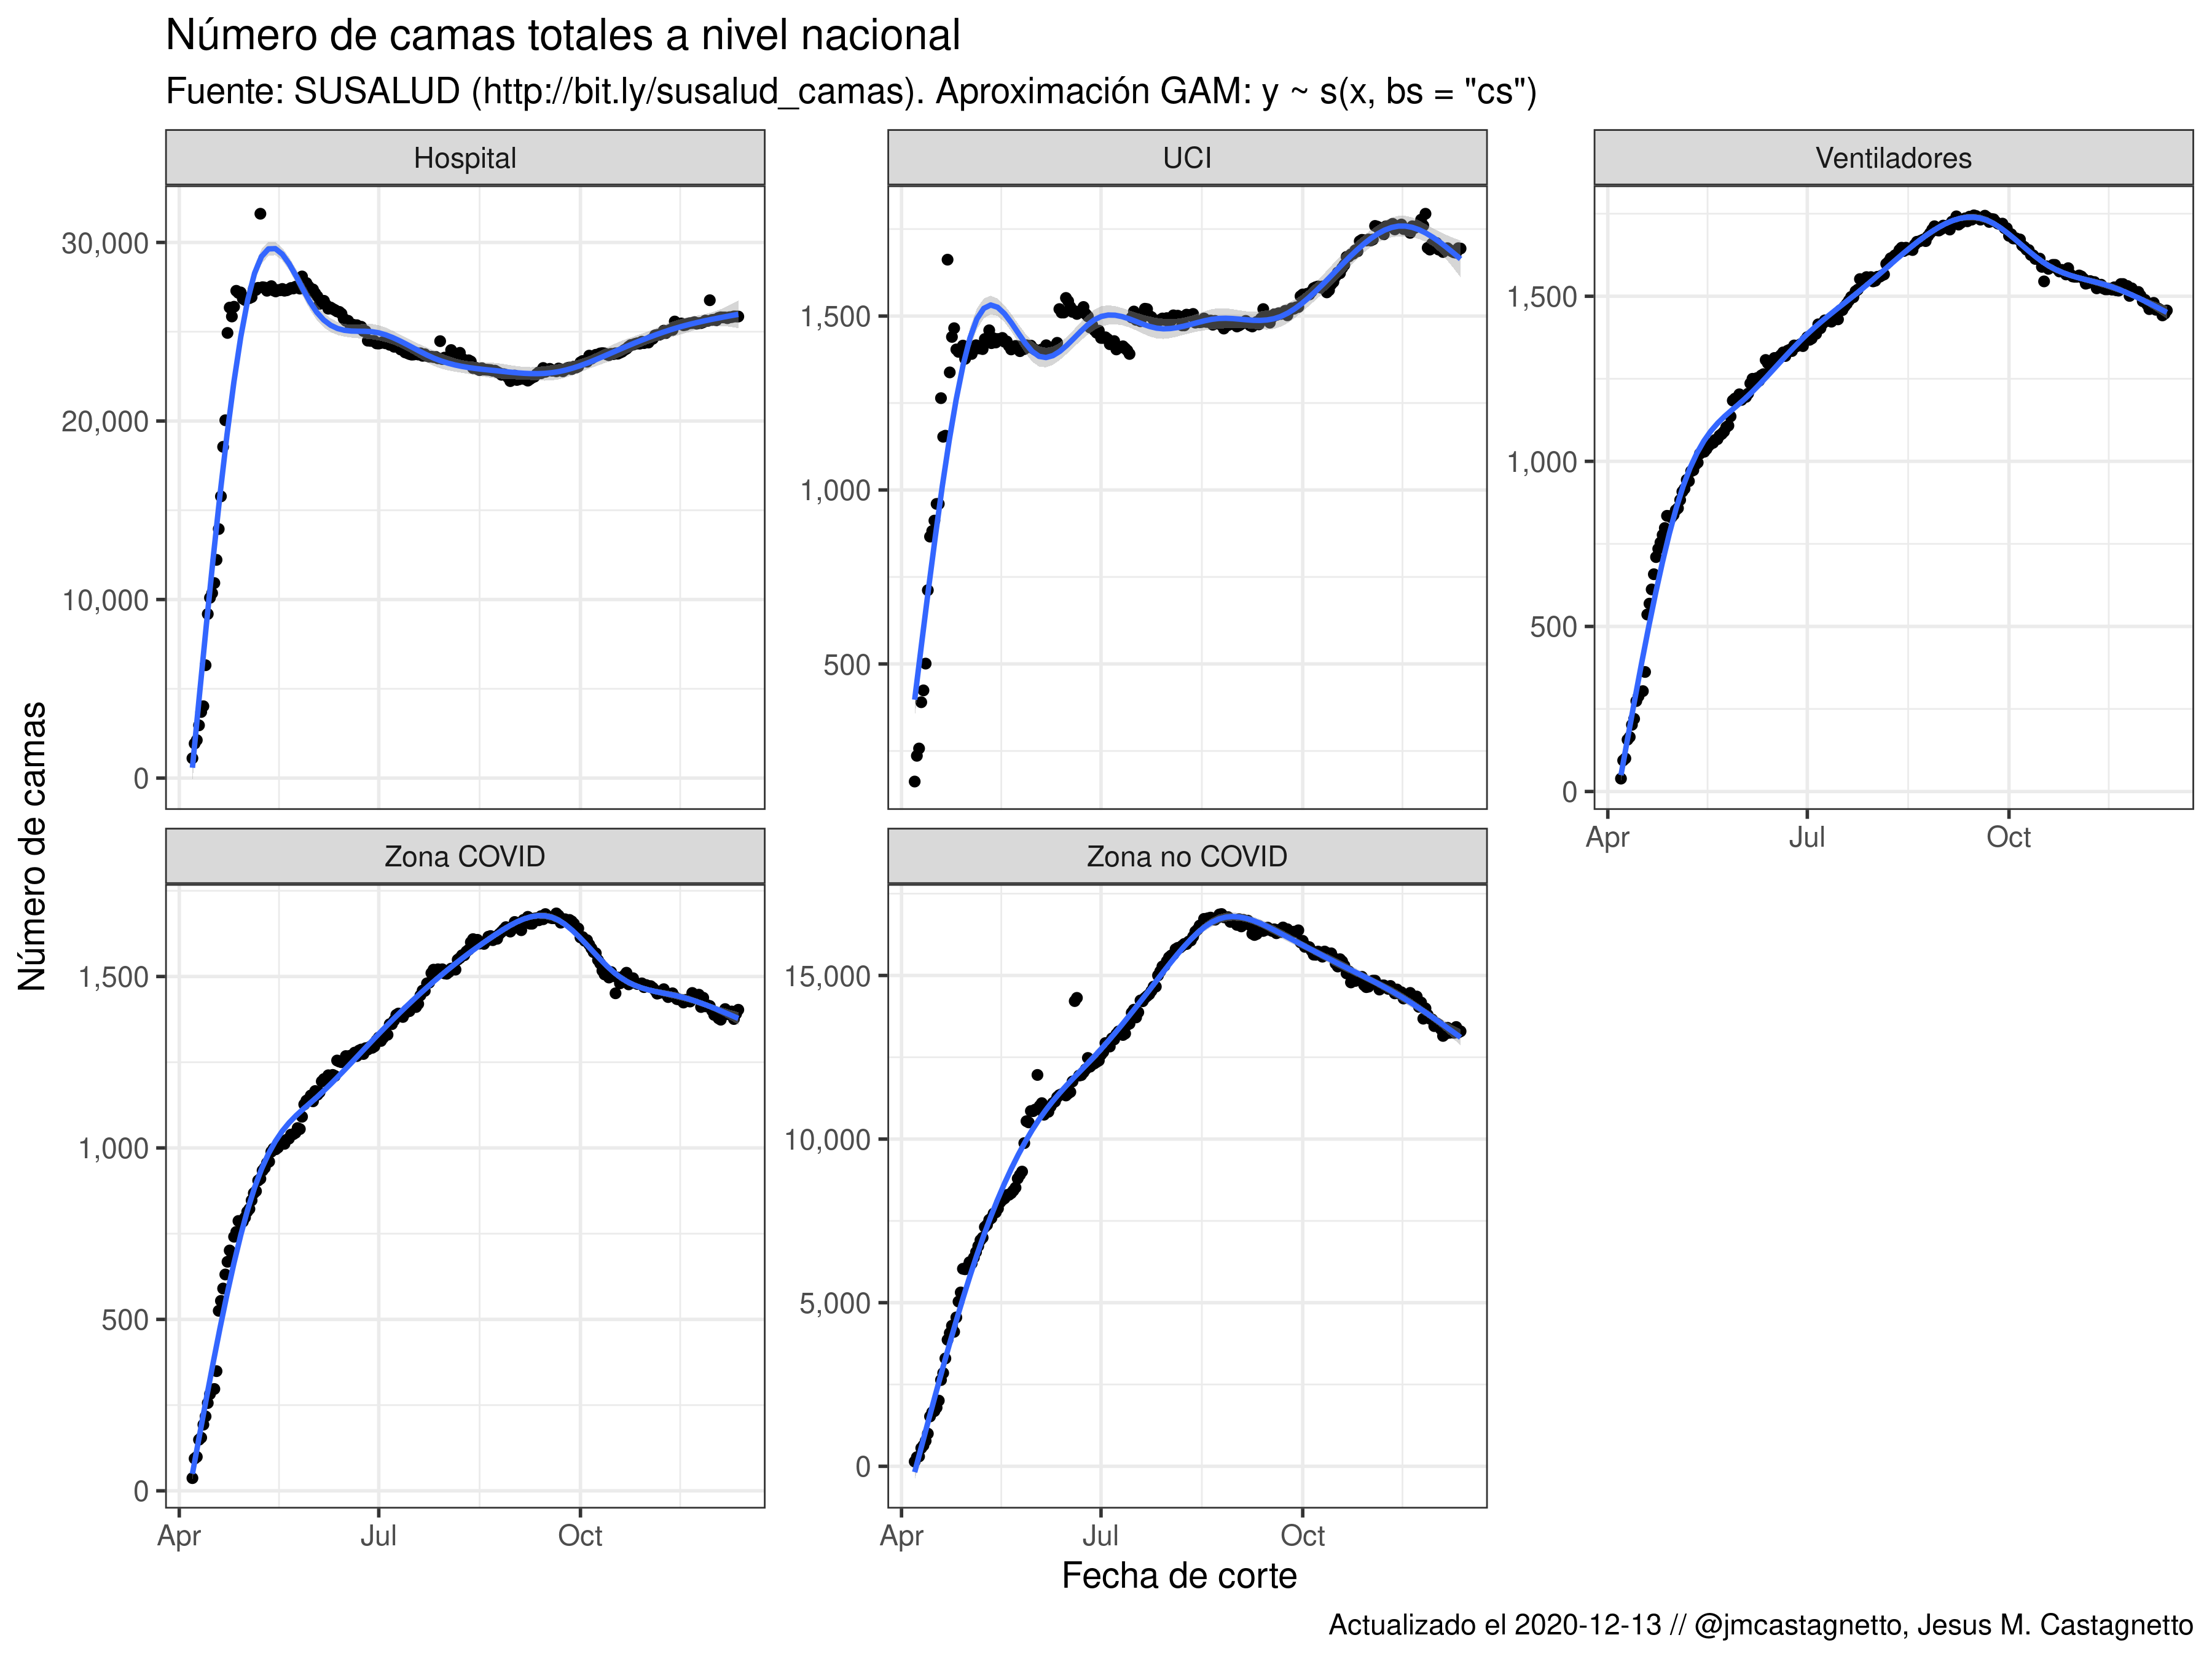 Número de camas totales a nivel nacional
Fuente: SUSALUD (http://bit.ly/susalud_camas). Aproximación GAM: y ~ s(x, bs = "cs")
Hospital
UCI
Ventiladores
30,000
20,000
10,000
0
1,500
1,000
500
1,500
1,000
500
0
Apr
Jul
Oct
Número de camas
Zona COVID
Zona no COVID
1,500
1,000
500
0
15,000
10,000
5,000
0
Apr
Jul
Oct
Apr
Jul
Oct
Fecha de corte
Actualizado el 2020-12-13 // @jmcastagnetto, Jesus M. Castagnetto